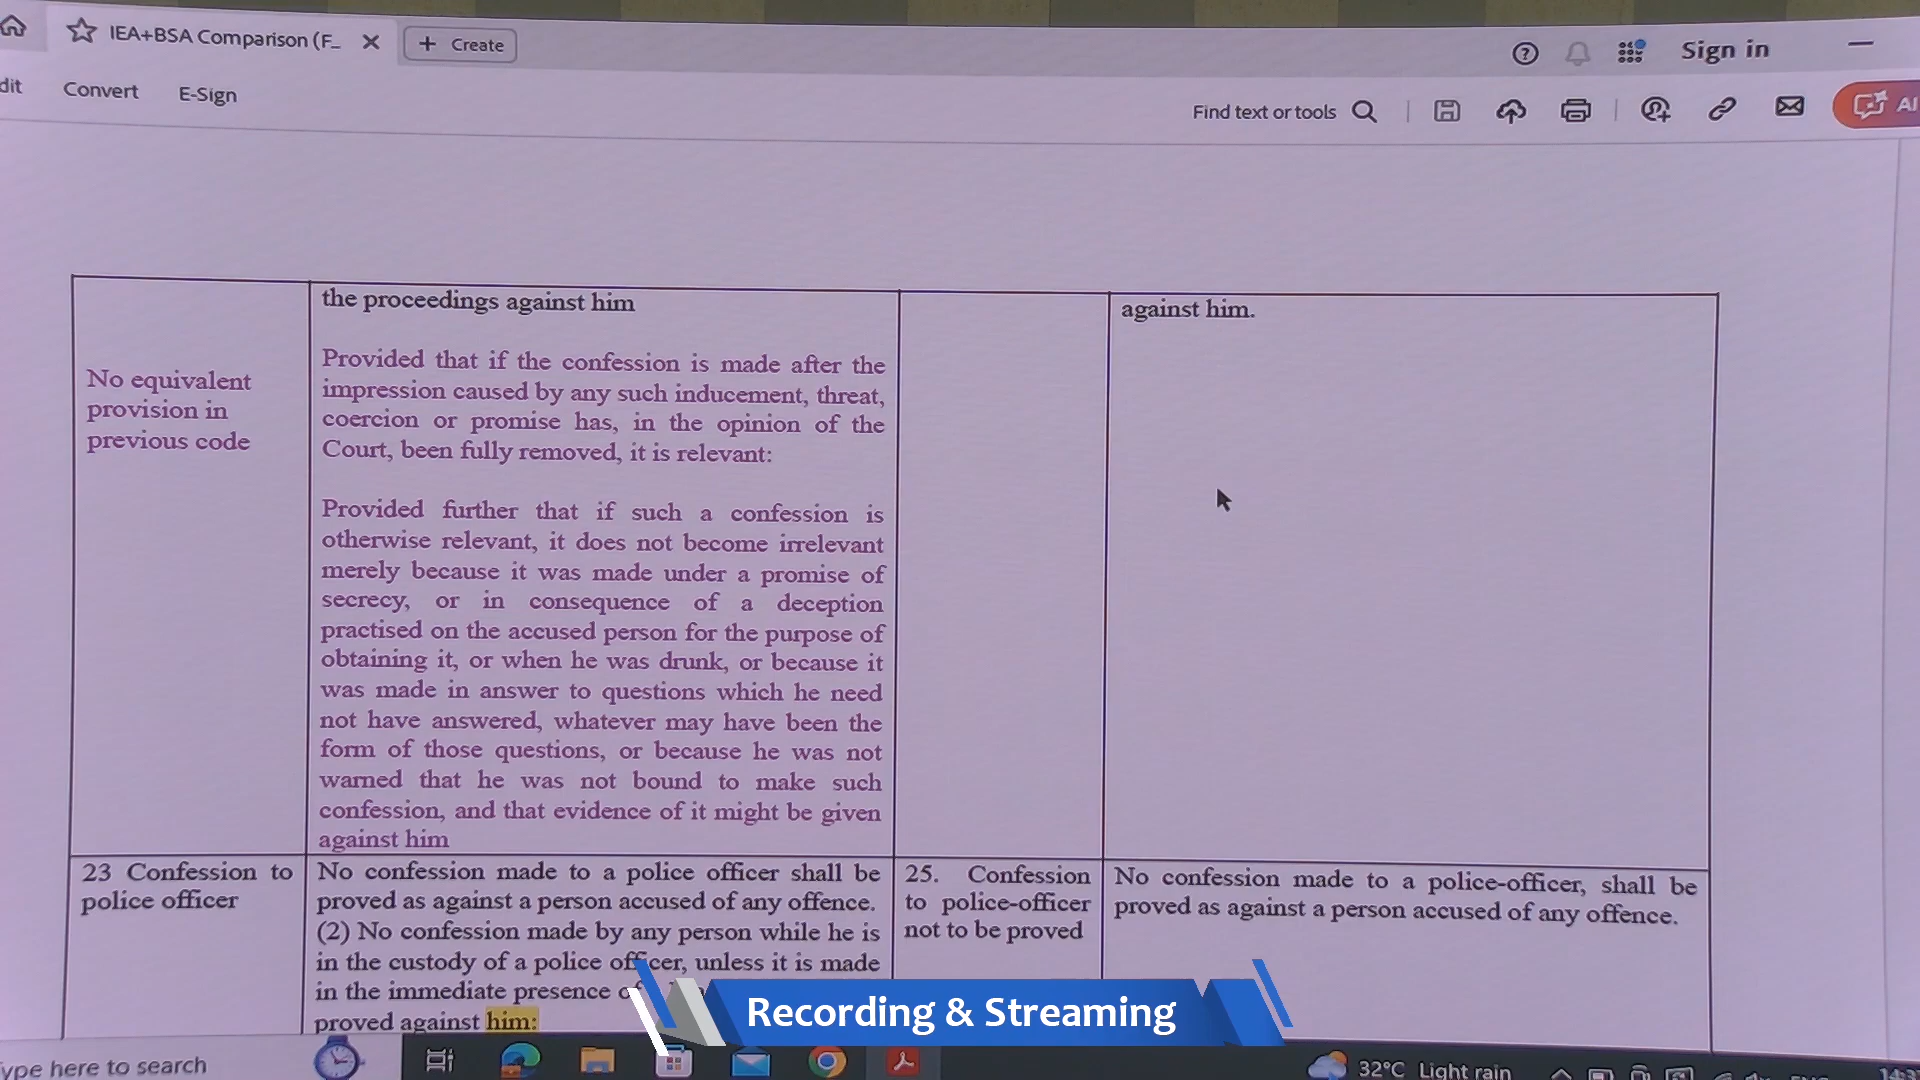 IEA+BSA Comparison (F_
Create
Sign in
dit
Convert
E-Sign
Find text or tools
AI
the proceedings against him
against him.
No equivalent
provision in
previous code
Provided that if the confession is made after the
impression caused by any such inducement, threat,
coercion or promise has, in the opinion of the
Court, been fully removed, it is relevant:
Provided further that if such a confession is
otherwise relevant, it does not become irrelevant
merely because it was made under a promise of
secrecy, or in consequence of a deception
practised on the accused person for the purpose of
obtaining it, or when he was drunk, or because it
was made in answer to questions which he need
not have answered, whatever may have been the
form of those questions, or because he was not
warned that he was not bound to make such
confession, and that evidence of it might be given
against him
23 Confession to
police officer
No confession made to a police officer shall be
proved as against a person accused of any offence.
(2) No confession made by any person while he is
in the custody of a police officer, unless it is made
in the immediate presence of
proved against him:
25. Confession
to police-officer
not to be proved
No confession made to a police-officer, shall be
proved as against a person accused of any offence.
Recording & Streaming
ype here to search
32°C Light rain